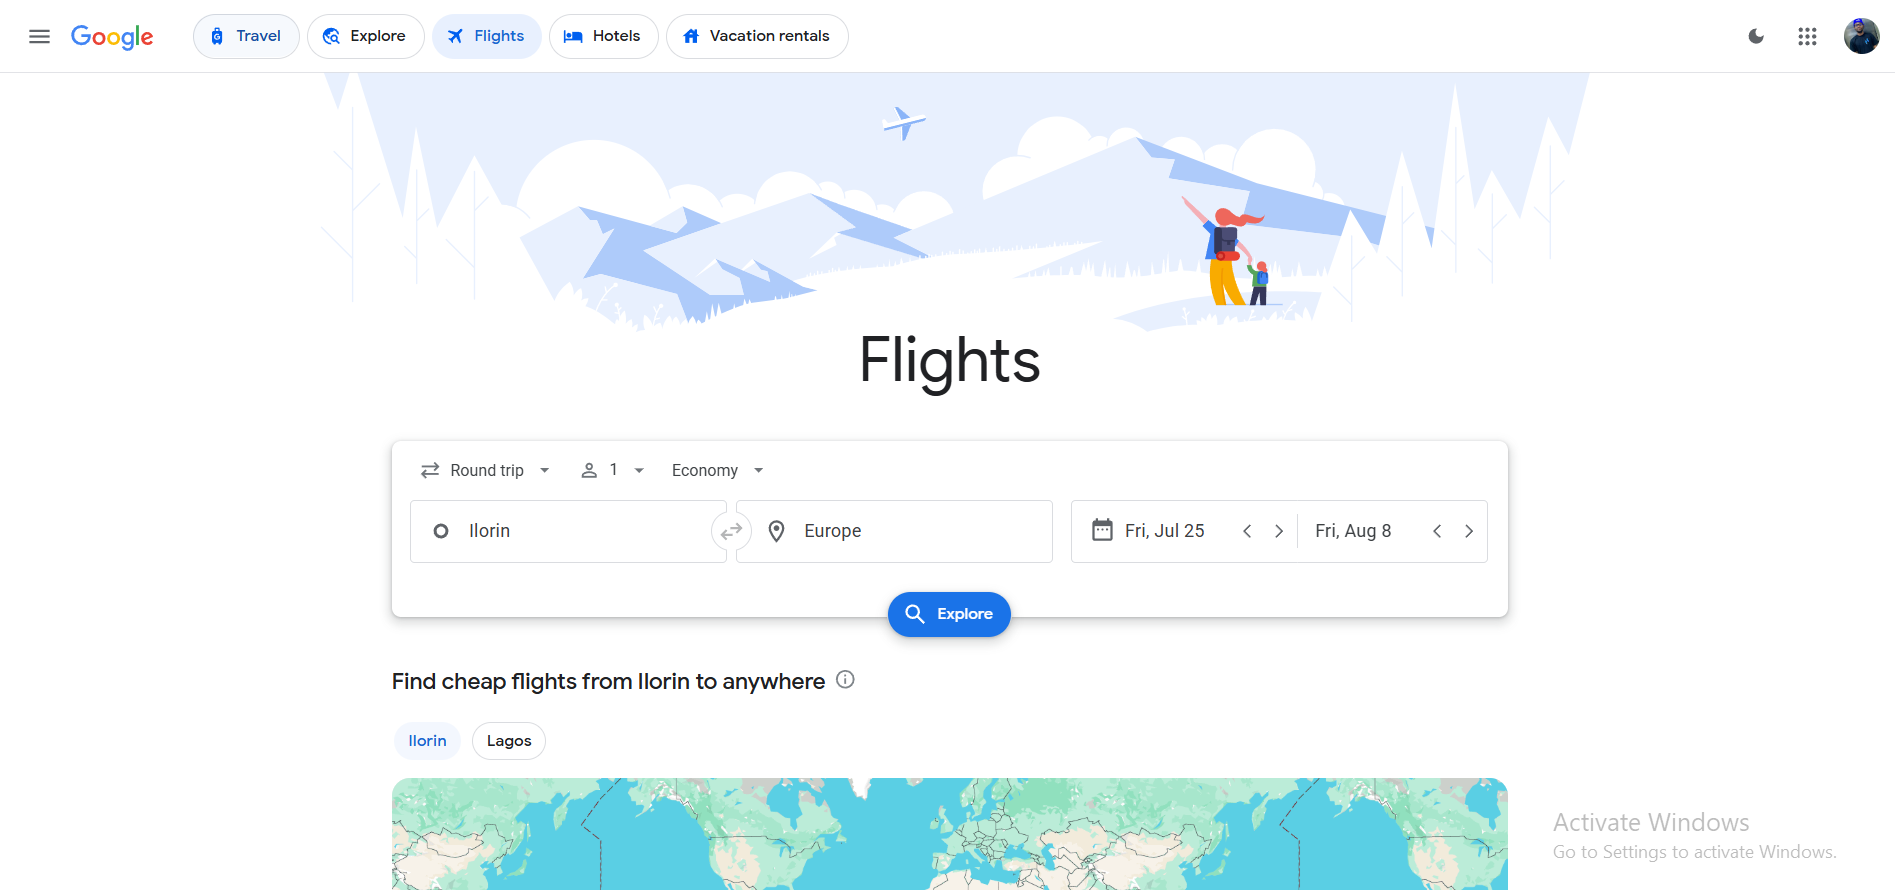 Google
Travel
Explore
Flights
Hotels
Vacation rentals
Flights
Round trip
1
Economy
Ilorin
Europe
Fri, Jul 25
Fri, Aug 8
Explore
Find cheap flights from Ilorin to anywhere
Ilorin
Lagos
Activate Windows
Go to Settings to activate Windows.